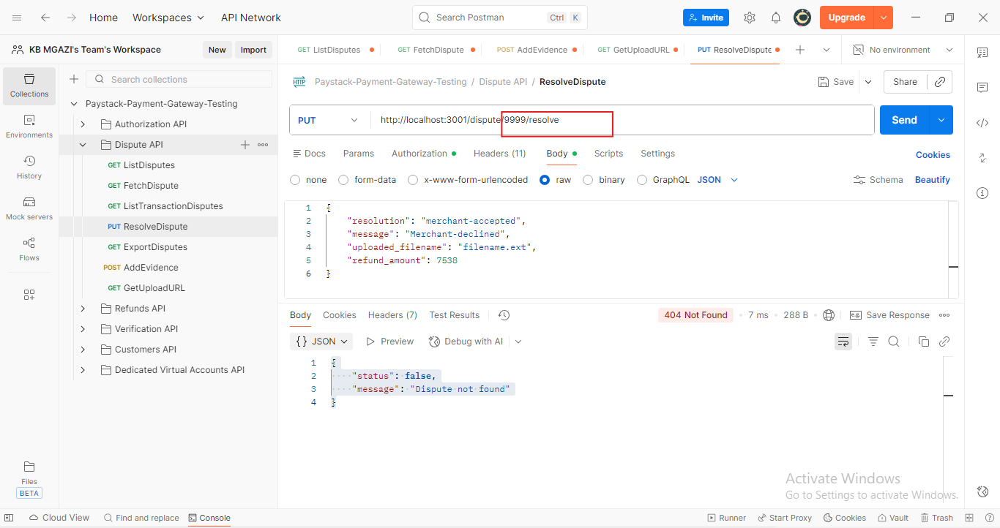 Home Workspaces API Network Search Postman Ctrl K Invite Upgrade
KB MGAZI's Team's Workspace New Import
GET ListDisputes GET FetchDispute POST AddEvidence GET GetUploadURL PUT ResolveDispute No environment
Collections
Environments
History
Mock servers
Flows
Files
BETA
Search collections
Paystack-Payment-Gateway-Testing
Authorization API
Dispute API
GET ListDisputes
GET FetchDispute
GET ListTransactionDisputes
PUT ResolveDispute
GET ExportDisputes
POST AddEvidence
GET GetUploadURL
Refunds API
Verification API
Customers API
Dedicated Virtual Accounts API
HTTP Paystack-Payment-Gateway-Testing / Dispute API / ResolveDispute Save Share
PUT http://localhost:3001/dispute/9999/resolve Send
Docs Params Authorization Headers (11) Body Scripts Settings Cookies
none form-data x-www-form-urlencoded raw binary GraphQL JSON Schema Beautify
1 {
2 "resolution": "merchant-accepted",
3 "message": "Merchant-declined",
4 "uploaded_filename": "filename.ext",
5 "refund_amount": 7538
6 }
Body Cookies Headers (7) Test Results 404 Not Found 7 ms 288 B e.g. Save Response
{} JSON Preview Debug with AI
1 {
2 "status": false,
3 "message": "Dispute not found"
4 }
Activate Windows
Go to Settings to activate Windows.
Cloud View Find and replace Console Runner Start Proxy Cookies Vault Trash